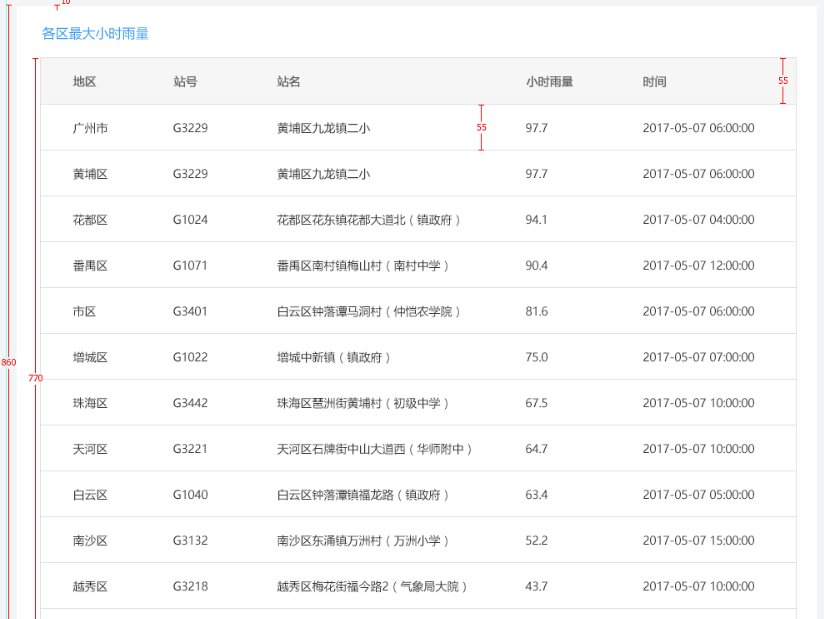 10
各区最大小时雨量
地区 站号 站名 小时雨量 时间 55
广州市 G3229 黄埔区九龙镇二小 55 97.7 2017-05-07 06:00:00
黄埔区 G3229 黄埔区九龙镇二小 97.7 2017-05-07 06:00:00
花都区 G1024 花都区花东镇花都大道北（镇政府） 94.1 2017-05-07 04:00:00
番禺区 G1071 番禺区南村镇梅山村（南村中学） 90.4 2017-05-07 12:00:00
市区 G3401 白云区钟落潭马洞村（仲恺农学院） 81.6 2017-05-07 06:00:00
增城区 G1022 增城中新镇（镇政府） 75.0 2017-05-07 07:00:00
860
770
珠海区 G3442 珠海区琶洲街黄埔村（初级中学） 67.5 2017-05-07 10:00:00
天河区 G3221 天河区石牌街中山大道西（华师附中） 64.7 2017-05-07 10:00:00
白云区 G1040 白云区钟落潭镇福龙路（镇政府） 63.4 2017-05-07 05:00:00
南沙区 G3132 南沙区东涌镇万洲村（万洲小学） 52.2 2017-05-07 15:00:00
越秀区 G3218 越秀区梅花街福今路2（气象局大院） 43.7 2017-05-07 10:00:00